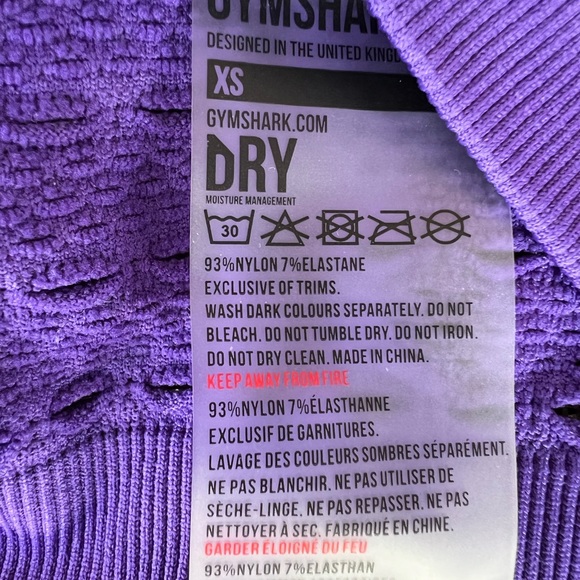 GYMSHARK
DESIGNED IN THE UNITED KINGDOM
XS
GYMSHARK.COM
DRY
MOISTURE MANAGEMENT
30
93%NYLON 7%ELASTANE
EXCLUSIVE OF TRIMS.
WASH DARK COLOURS SEPARATELY. DO NOT
BLEACH. DO NOT TUMBLE DRY. DO NOT IRON.
DO NOT DRY CLEAN. MADE IN CHINA.
KEEP AWAY FROM FIRE
93%NYLON 7%ÉLASTHANNE
EXCLUSIF DE GARNITURES.
LAVAGE DES COULEURS SOMBRES SÉPARÉMENT.
NE PAS BLANCHIR. NE PAS UTILISER DE
SÈCHE-LINGE. NE PAS REPASSER. NE PAS
NETTOYER À SEC. FABRIQUÉ EN CHINE.
GARDER ÉLOIGNÉ DU FEU
93%NYLON 7%ELASTHAN